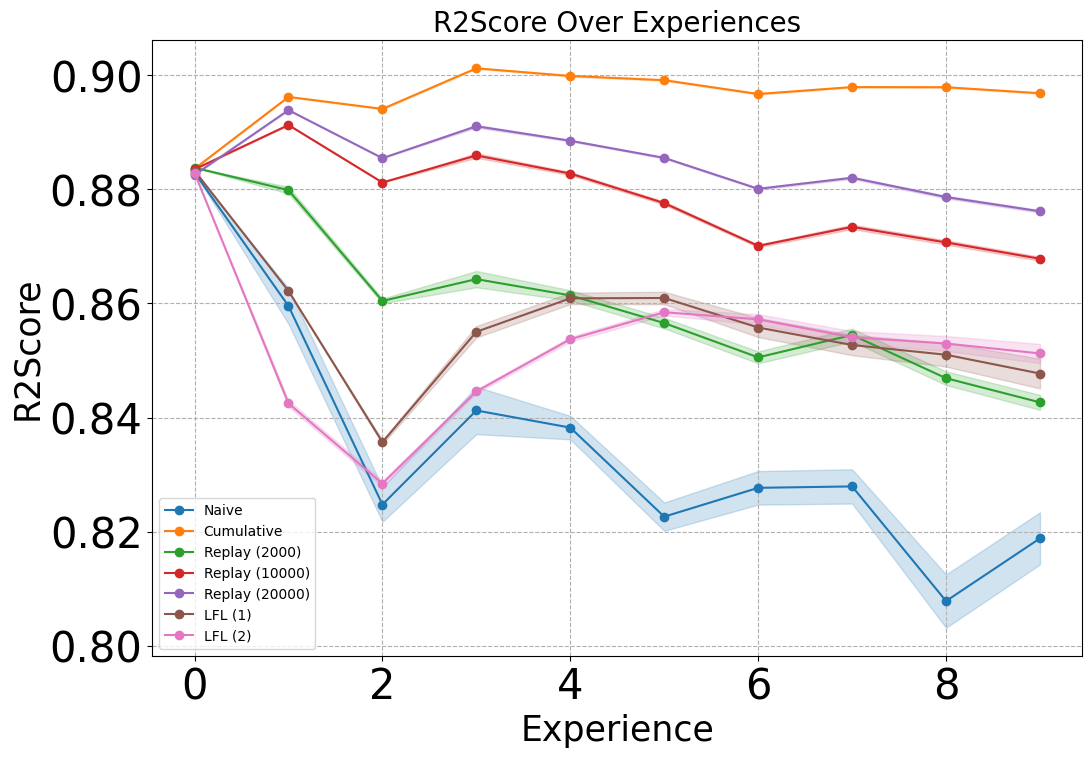 R2Score Over Experiences
R2Score
0.90
0.88
0.86
0.84
0.82
0.80
Naive
Cumulative
Replay (2000)
Replay (10000)
Replay (20000)
LFL (1)
LFL (2)
0 2 4 6 8
Experience